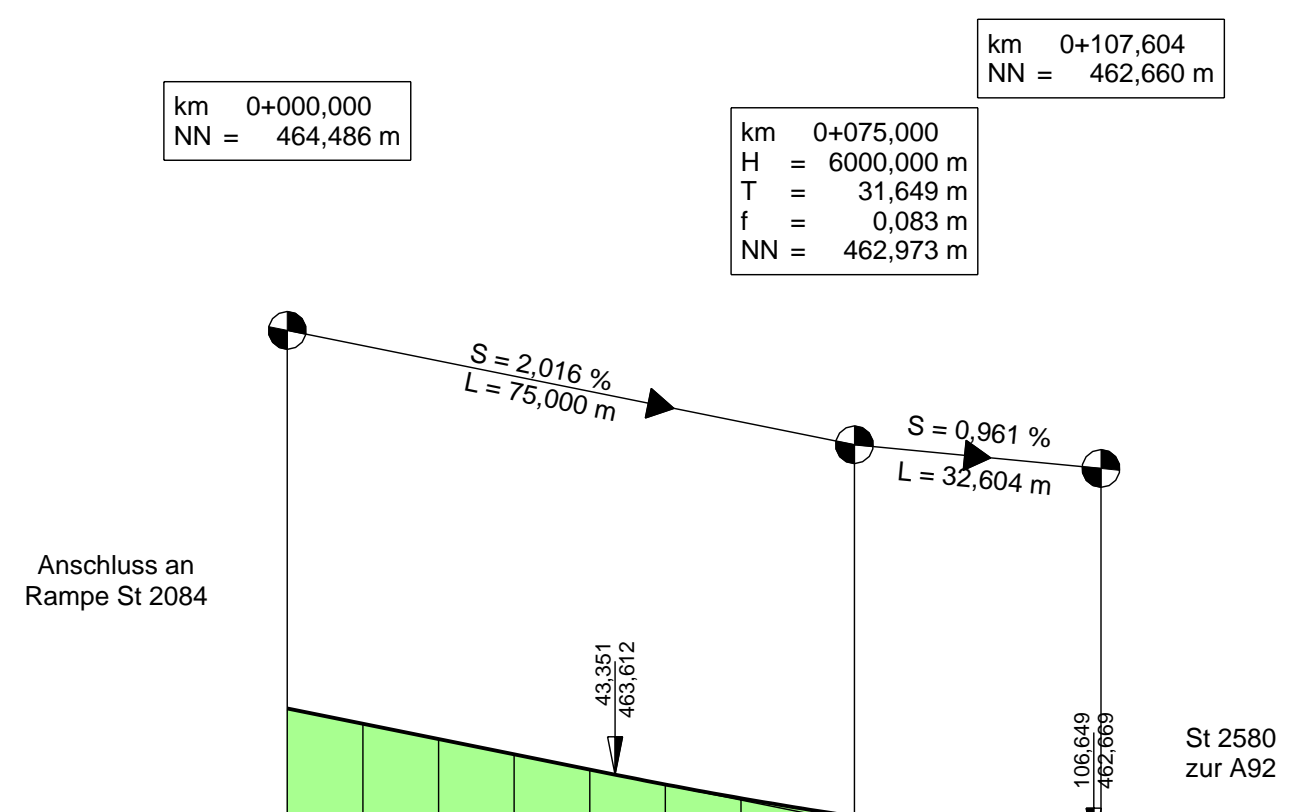 km 0+107,604
NN = 462,660 m
km 0+000,000
NN = 464,486 m
km 0+075,000
H = 6000,000 m
T = 31,649 m
f = 0,083 m
NN = 462,973 m
S = 2,016 %
L = 75,000 m
S = 0,961 %
L = 32,604 m
Anschluss an
Rampe St 2084
43,351
463,612
106,649
462,669
St 2580
zur A92